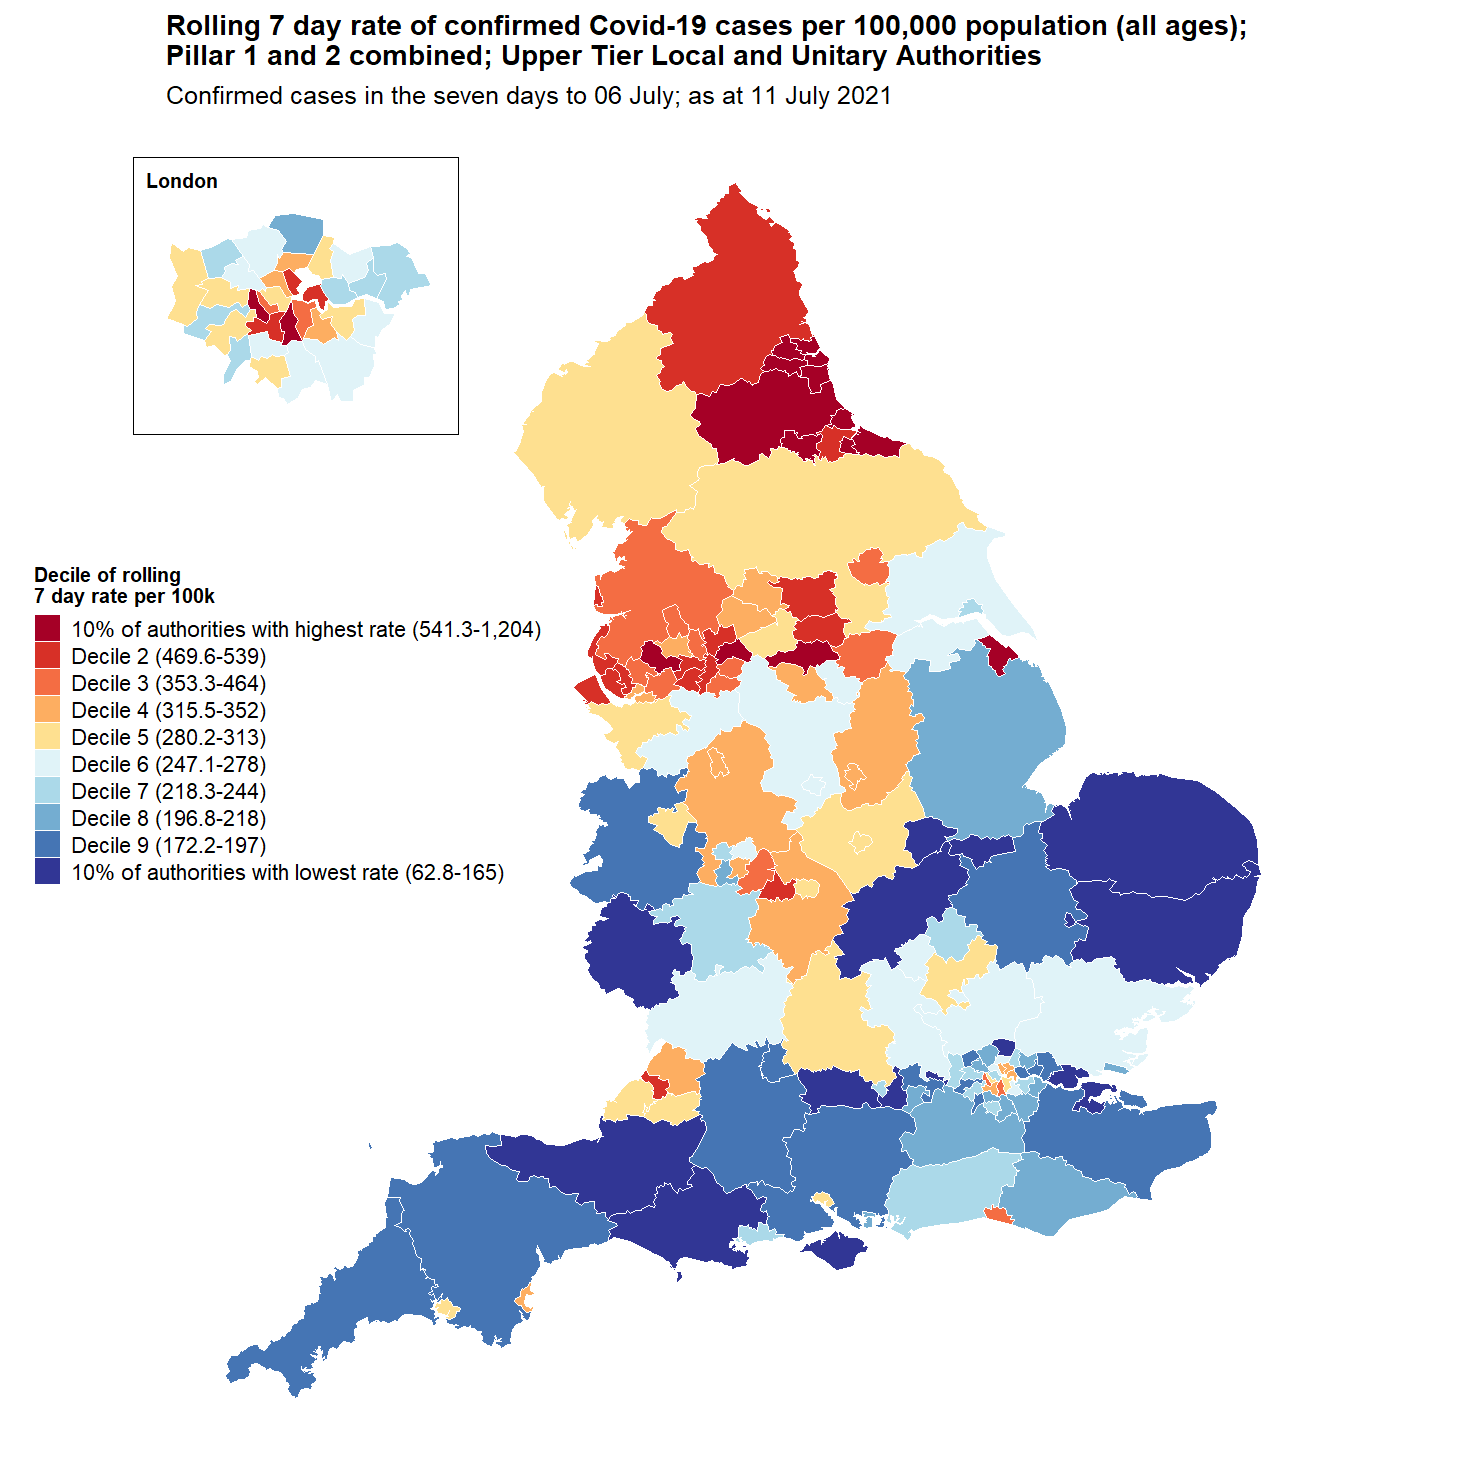 Rolling 7 day rate of confirmed Covid-19 cases per 100,000 population (all ages);
Pillar 1 and 2 combined; Upper Tier Local and Unitary Authorities
Confirmed cases in the seven days to 06 July; as at 11 July 2021
London
Decile of rolling
7 day rate per 100k
10% of authorities with highest rate (541.3-1,204)
Decile 2 (469.6-539)
Decile 3 (353.3-464)
Decile 4 (315.5-352)
Decile 5 (280.2-313)
Decile 6 (247.1-278)
Decile 7 (218.3-244)
Decile 8 (196.8-218)
Decile 9 (172.2-197)
10% of authorities with lowest rate (62.8-165)